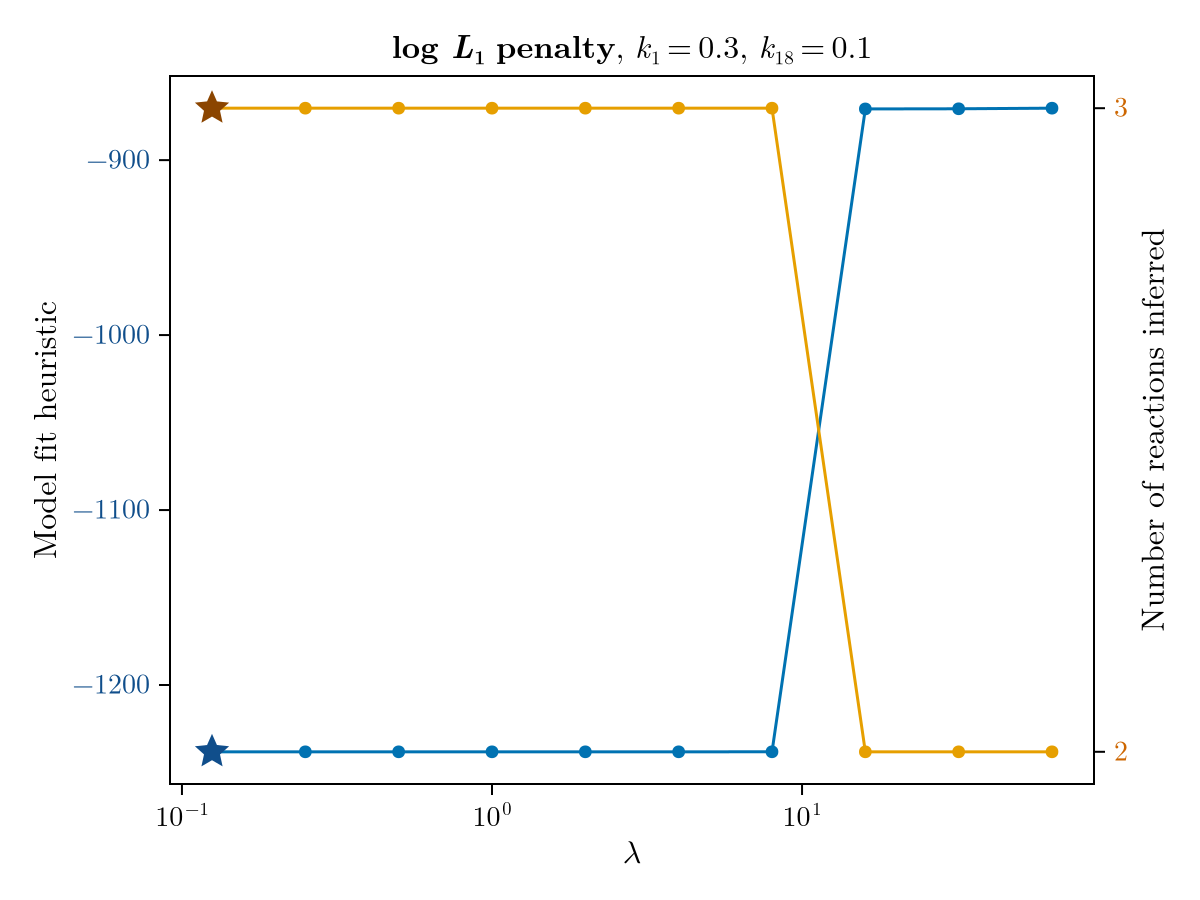 log L₁ penalty, k₁ = 0.3, k₁₈ = 0.1
Model fit heuristic
−900
−1000
−1100
−1200
3
2
Number of reactions inferred
10⁻¹
10⁰
10¹
λ